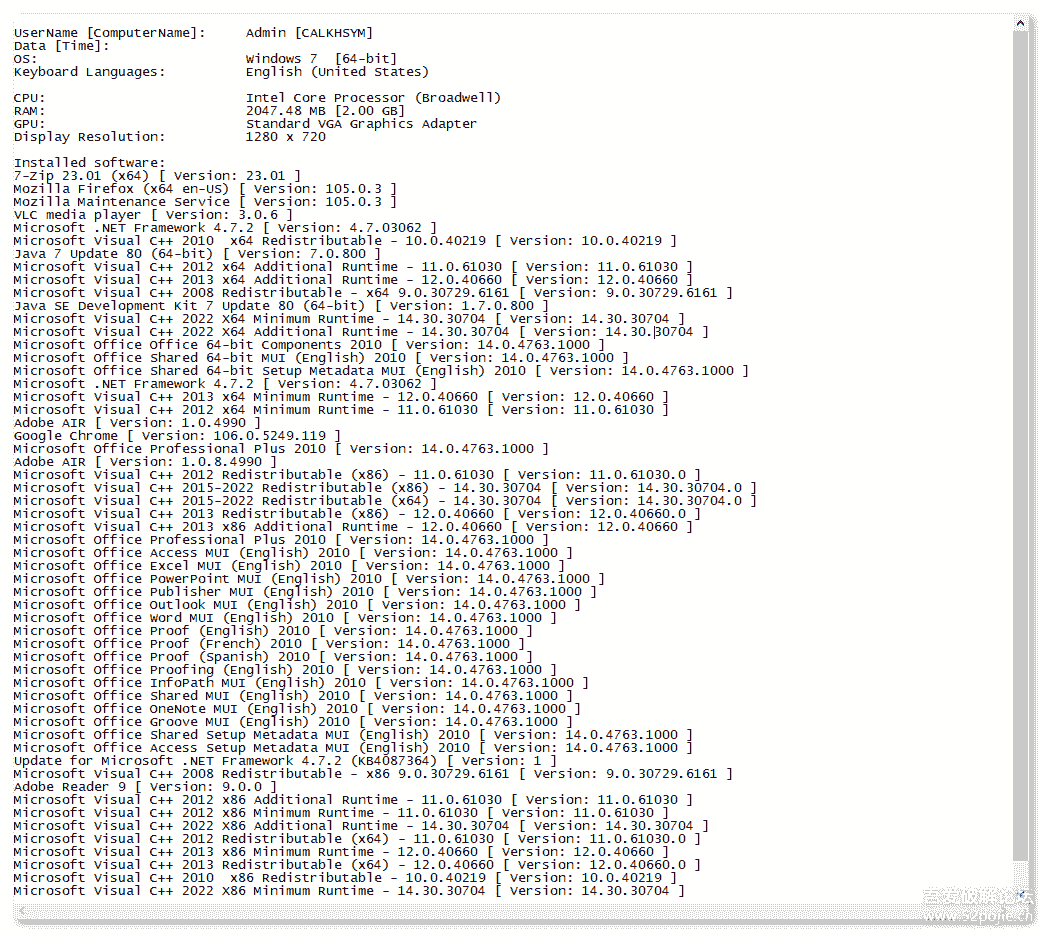 UserName [ComputerName]: Admin [CALKHSYM]
Data [Time]:
OS: Windows 7 [64-bit]
Keyboard Languages: English (United States)
CPU: Intel Core Processor (Broadwell)
RAM: 2047.48 MB [2.00 GB]
GPU: Standard VGA Graphics Adapter
Display Resolution: 1280 x 720
Installed software:
7-Zip 23.01 (x64) [ Version: 23.01 ]
Mozilla Firefox (x64 en-US) [ Version: 105.0.3 ]
Mozilla Maintenance Service [ Version: 105.0.3 ]
VLC media player [ Version: 3.0.6 ]
Microsoft .NET Framework 4.7.2 [ Version: 4.7.03062 ]
Microsoft Visual C++ 2010  x64 Redistributable - 10.0.40219 [ Version: 10.0.40219 ]
Java 7 Update 80 (64-bit) [ Version: 7.0.800 ]
Microsoft Visual C++ 2012 x64 Additional Runtime - 11.0.61030 [ Version: 11.0.61030 ]
Microsoft Visual C++ 2013 x64 Additional Runtime - 12.0.40660 [ Version: 12.0.40660 ]
Microsoft Visual C++ 2008 Redistributable - x64 9.0.30729.6161 [ Version: 9.0.30729.6161 ]
Java SE Development Kit 7 Update 80 (64-bit) [ Version: 1.7.0.800 ]
Microsoft Visual C++ 2022 X64 Minimum Runtime - 14.30.30704 [ Version: 14.30.30704 ]
Microsoft Visual C++ 2022 X64 Additional Runtime - 14.30.30704 [ Version: 14.30.30704 ]
Microsoft Office Office 64-bit Components 2010 [ Version: 14.0.4763.1000 ]
Microsoft Office Shared 64-bit MUI (English) 2010 [ Version: 14.0.4763.1000 ]
Microsoft Office Shared 64-bit Setup Metadata MUI (English) 2010 [ Version: 14.0.4763.1000 ]
Microsoft .NET Framework 4.7.2 [ Version: 4.7.03062 ]
Microsoft Visual C++ 2013 x64 Minimum Runtime - 12.0.40660 [ Version: 12.0.40660 ]
Microsoft Visual C++ 2012 x64 Minimum Runtime - 11.0.61030 [ Version: 11.0.61030 ]
Adobe AIR [ Version: 1.0.4990 ]
Google Chrome [ Version: 106.0.5249.119 ]
Microsoft Office Professional Plus 2010 [ Version: 14.0.4763.1000 ]
Adobe AIR [ Version: 1.0.8.4990 ]
Microsoft Visual C++ 2012 Redistributable (x86) - 11.0.61030 [ Version: 11.0.61030.0 ]
Microsoft Visual C++ 2015-2022 Redistributable (x86) - 14.30.30704 [ Version: 14.30.30704.0 ]
Microsoft Visual C++ 2015-2022 Redistributable (x64) - 14.30.30704 [ Version: 14.30.30704.0 ]
Microsoft Visual C++ 2013 Redistributable (x86) - 12.0.40660 [ Version: 12.0.40660.0 ]
Microsoft Visual C++ 2013 x86 Additional Runtime - 12.0.40660 [ Version: 12.0.40660 ]
Microsoft Office Professional Plus 2010 [ Version: 14.0.4763.1000 ]
Microsoft Office Access MUI (English) 2010 [ Version: 14.0.4763.1000 ]
Microsoft Office Excel MUI (English) 2010 [ Version: 14.0.4763.1000 ]
Microsoft Office PowerPoint MUI (English) 2010 [ Version: 14.0.4763.1000 ]
Microsoft Office Publisher MUI (English) 2010 [ Version: 14.0.4763.1000 ]
Microsoft Office Outlook MUI (English) 2010 [ Version: 14.0.4763.1000 ]
Microsoft Office Word MUI (English) 2010 [ Version: 14.0.4763.1000 ]
Microsoft Office Proof (English) 2010 [ Version: 14.0.4763.1000 ]
Microsoft Office Proof (French) 2010 [ Version: 14.0.4763.1000 ]
Microsoft Office Proof (Spanish) 2010 [ Version: 14.0.4763.1000 ]
Microsoft Office Proofing (English) 2010 [ Version: 14.0.4763.1000 ]
Microsoft Office InfoPath MUI (English) 2010 [ Version: 14.0.4763.1000 ]
Microsoft Office Shared MUI (English) 2010 [ Version: 14.0.4763.1000 ]
Microsoft Office OneNote MUI (English) 2010 [ Version: 14.0.4763.1000 ]
Microsoft Office Groove MUI (English) 2010 [ Version: 14.0.4763.1000 ]
Microsoft Office Shared Setup Metadata MUI (English) 2010 [ Version: 14.0.4763.1000 ]
Microsoft Office Access Setup Metadata MUI (English) 2010 [ Version: 14.0.4763.1000 ]
Update for Microsoft .NET Framework 4.7.2 (KB4087364) [ Version: 1 ]
Microsoft Visual C++ 2008 Redistributable - x86 9.0.30729.6161 [ Version: 9.0.30729.6161 ]
Adobe Reader 9 [ Version: 9.0.0 ]
Microsoft Visual C++ 2012 x86 Additional Runtime - 11.0.61030 [ Version: 11.0.61030 ]
Microsoft Visual C++ 2012 x86 Minimum Runtime - 11.0.61030 [ Version: 11.0.61030 ]
Microsoft Visual C++ 2022 X86 Additional Runtime - 14.30.30704 [ Version: 14.30.30704 ]
Microsoft Visual C++ 2012 Redistributable (x64) - 11.0.61030 [ Version: 11.0.61030.0 ]
Microsoft Visual C++ 2013 x86 Minimum Runtime - 12.0.40660 [ Version: 12.0.40660 ]
Microsoft Visual C++ 2013 Redistributable (x64) - 12.0.40660 [ Version: 12.0.40660.0 ]
Microsoft Visual C++ 2010  x86 Redistributable - 10.0.40219 [ Version: 10.0.40219 ]
Microsoft Visual C++ 2022 X86 Minimum Runtime - 14.30.30704 [ Version: 14.30.30704 ]
吾爱破解论坛
www.52pojie.cn